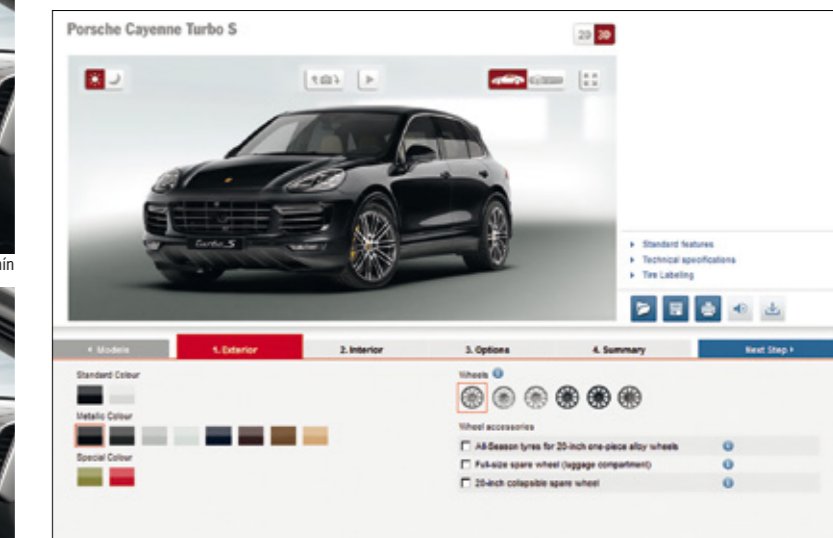 Porsche Cayenne Turbo S
2D 3D
Turbo S
Standard features
Technical specifications
Tire Labeling
Models
1. Exterior
2. Interior
3. Options
4. Summary
Next Step
Standard Colour
Metallic Colour
Special Colour
Wheels
Wheel accessories
All-Season tyres for 20-inch one-piece alloy wheels
Full-size spare wheel (luggage compartment)
20-inch collapsible spare wheel